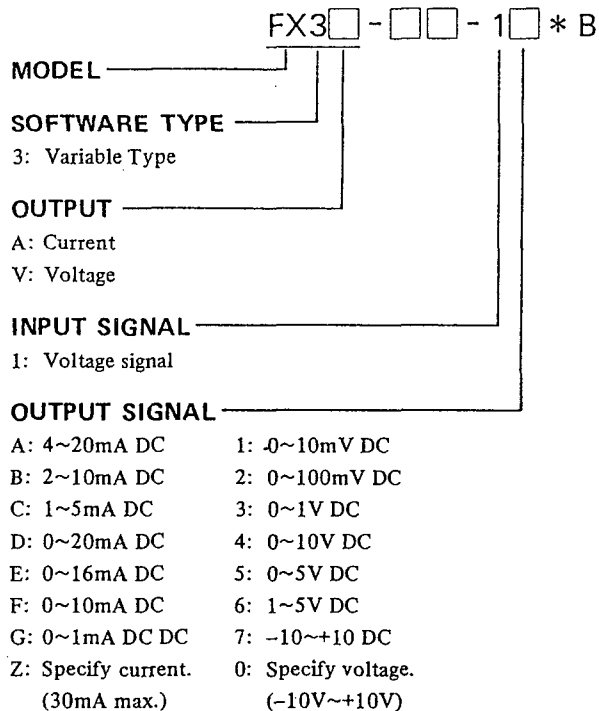 FX3□-□□-1□*B
MODEL
SOFTWARE TYPE
3: Variable Type
OUTPUT
A: Current
V: Voltage
INPUT SIGNAL
1: Voltage signal
OUTPUT SIGNAL
A: 4~20mA DC 1: 0~10mV DC
B: 2~10mA DC 2: 0~100mV DC
C: 1~5mA DC 3: 0~1V DC
D: 0~20mA DC 4: 0~10V DC
E: 0~16mA DC 5: 0~5V DC
F: 0~10mA DC 6: 1~5V DC
G: 0~1mA DC DC 7: −10~+10 DC
Z: Specify current. 0: Specify voltage.
(30mA max.) (−10V~+10V)